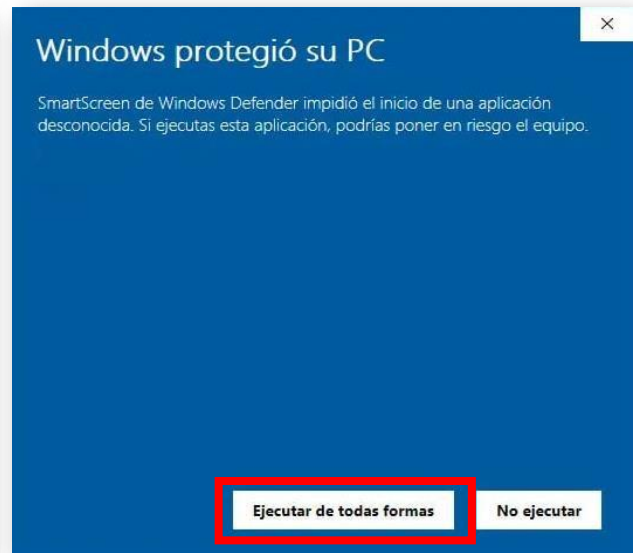 Windows protegió su PC
SmartScreen de Windows Defender impidió el inicio de una aplicación
desconocida. Si ejecutas esta aplicación, podrías poner en riesgo el equipo.
Ejecutar de todas formas No ejecutar